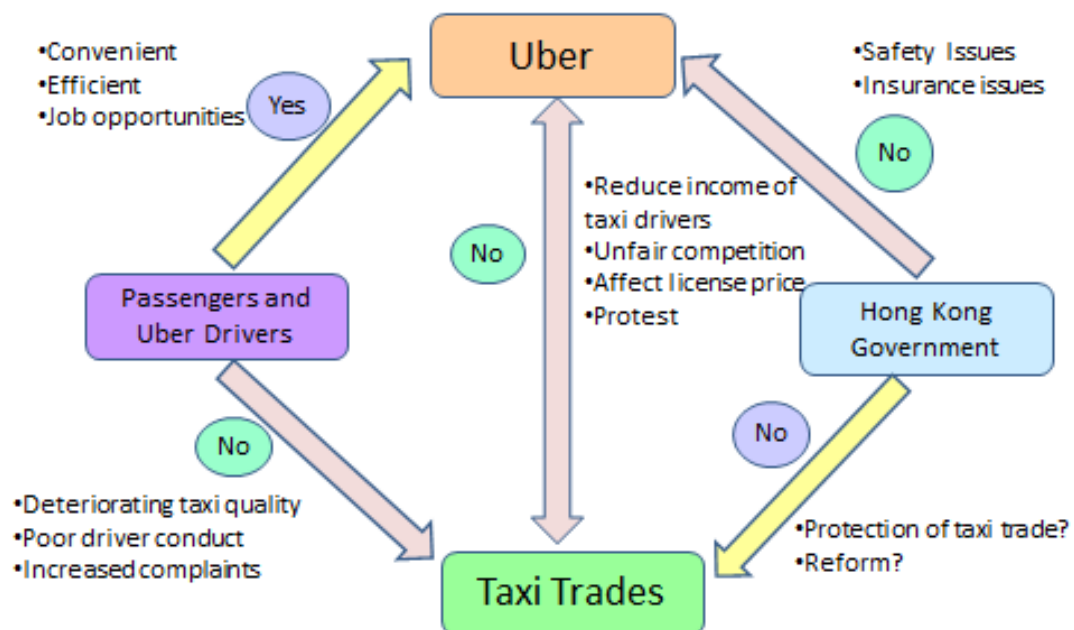 •Convenient
•Efficient
•Job opportunities
Yes
Uber
•Safety Issues
•Insurance issues
No
No
•Reduce income of
taxi drivers
•Unfair competition
•Affect license price
•Protest
Passengers and
Uber Drivers
Hong Kong
Government
No
No
•Deteriorating taxi quality
•Poor driver conduct
•Increased complaints
•Protection of taxi trade?
•Reform?
Taxi Trades